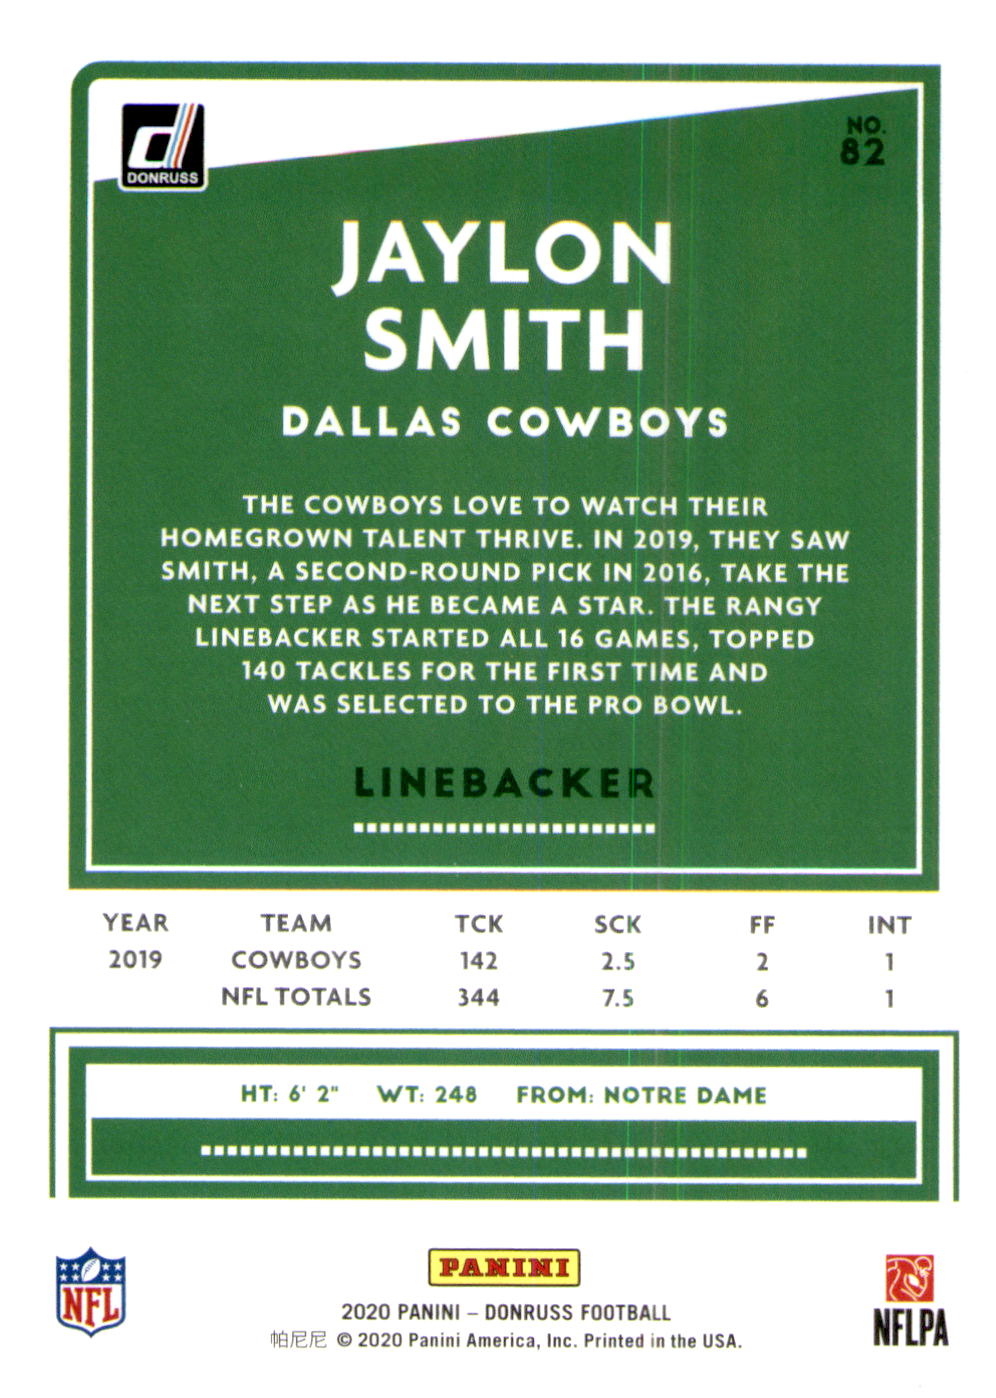 DONRUSS
NO.
82
JAYLON
SMITH
DALLAS COWBOYS
THE COWBOYS LOVE TO WATCH THEIR
HOMEGROWN TALENT THRIVE. IN 2019, THEY SAW
SMITH, A SECOND-ROUND PICK IN 2016, TAKE THE
NEXT STEP AS HE BECAME A STAR. THE RANGY
LINEBACKER STARTED ALL 16 GAMES, TOPPED
140 TACKLES FOR THE FIRST TIME AND
WAS SELECTED TO THE PRO BOWL.
LINEBACKER
YEAR TEAM TCK SCK FF INT
2019 COWBOYS 142 2.5 2 1
NFL TOTALS 344 7.5 6 1
HT: 6' 2" WT: 248 FROM: NOTRE DAME
NFL
PANINI
NFLPA
2020 PANINI – DONRUSS FOOTBALL
帕尼尼 © 2020 Panini America, Inc. Printed in the USA.